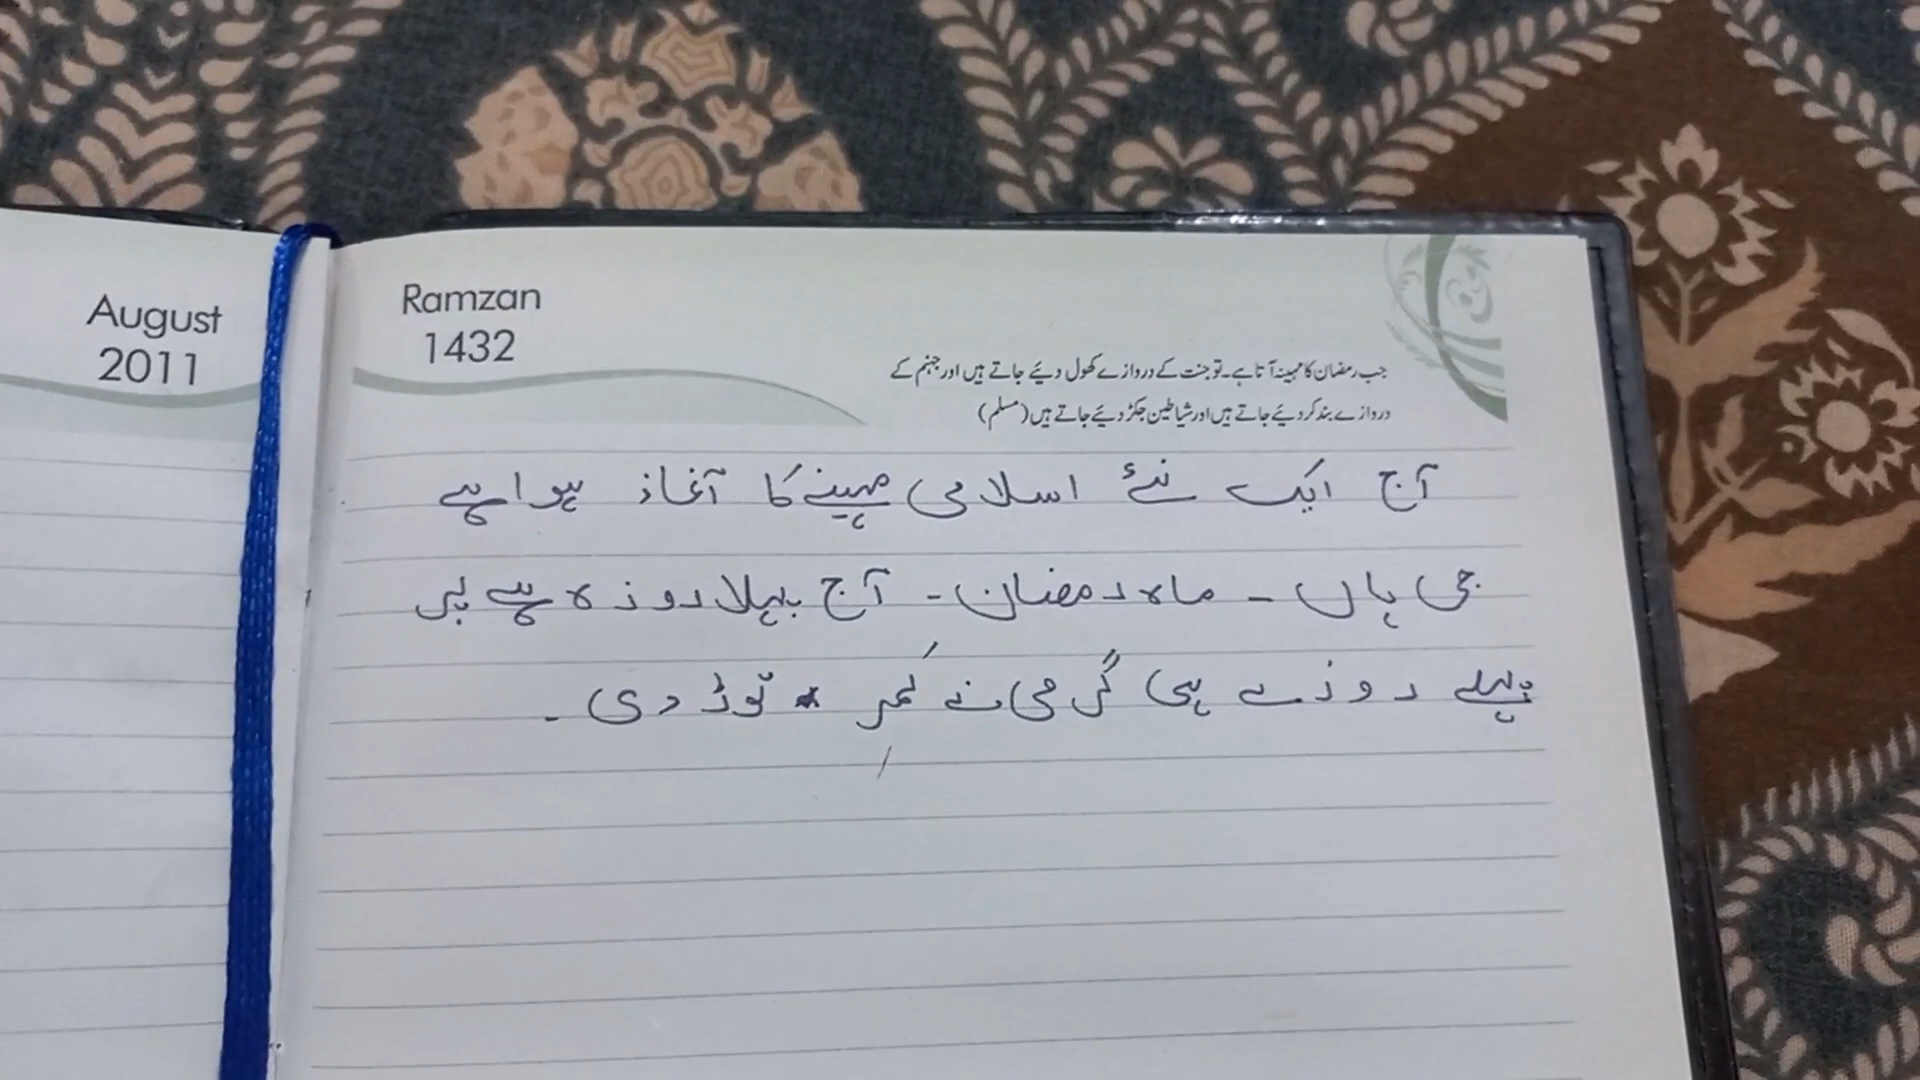 August
2011
Ramzan
1432
جب رمضان کا مہینہ آتا ہے۔ تو جنت کے دروازے کھول دیئے جاتے ہیں اور جہنم کے
دروازے بند کر دیئے جاتے ہیں اور شیاطین جکڑ دیئے جاتے ہیں (مسلم)
آج ایک نئے اسلامی مہینے کا آغاز ہوا ہے
جی ہاں ۔ ماہ رمضان ۔ آج پہلا روزہ ہے پر
پہلے روزے ہی گرمی نے کمر توڑ دی ۔